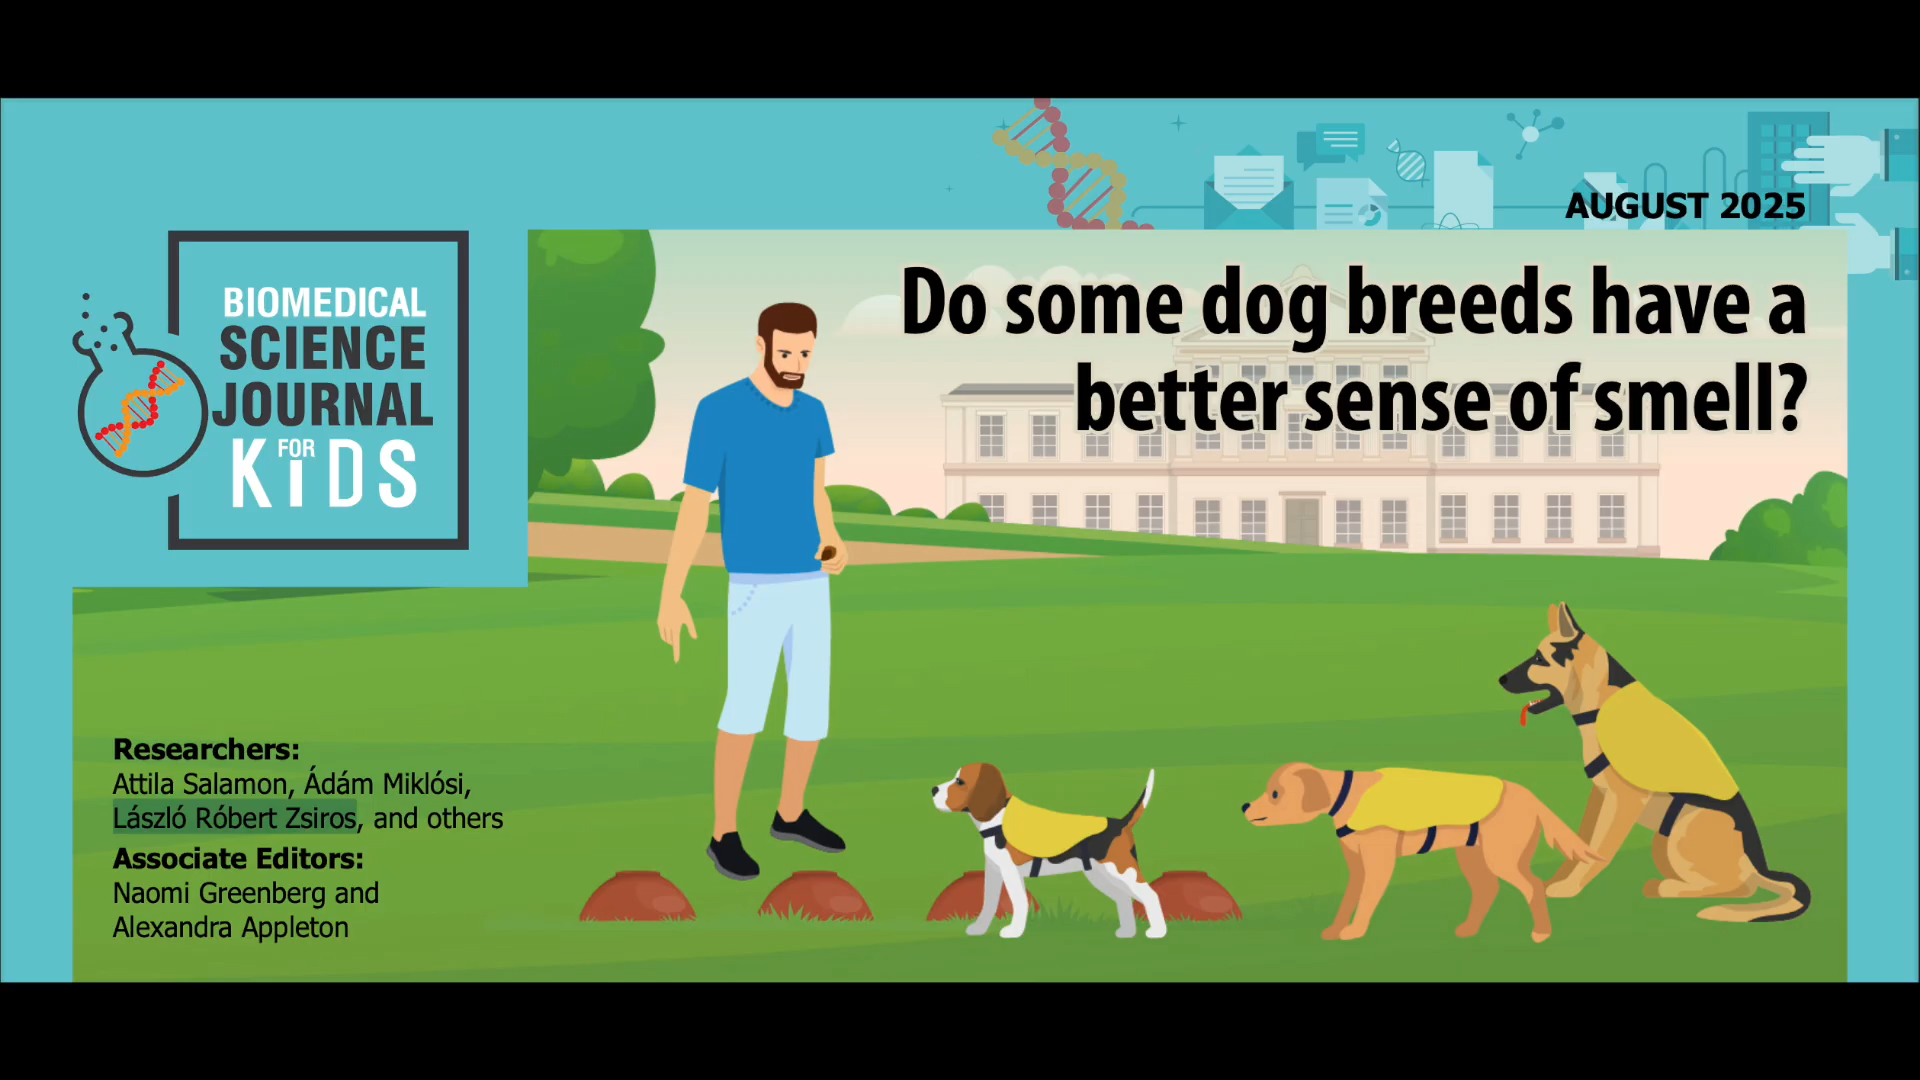 AUGUST 2025
Do some dog breeds have a
better sense of smell?
BIOMEDICAL
SCIENCE
JOURNAL
FOR
KiDS
Researchers:
Attila Salamon, Ádám Miklósi,
László Róbert Zsiros, and others
Associate Editors:
Naomi Greenberg and
Alexandra Appleton